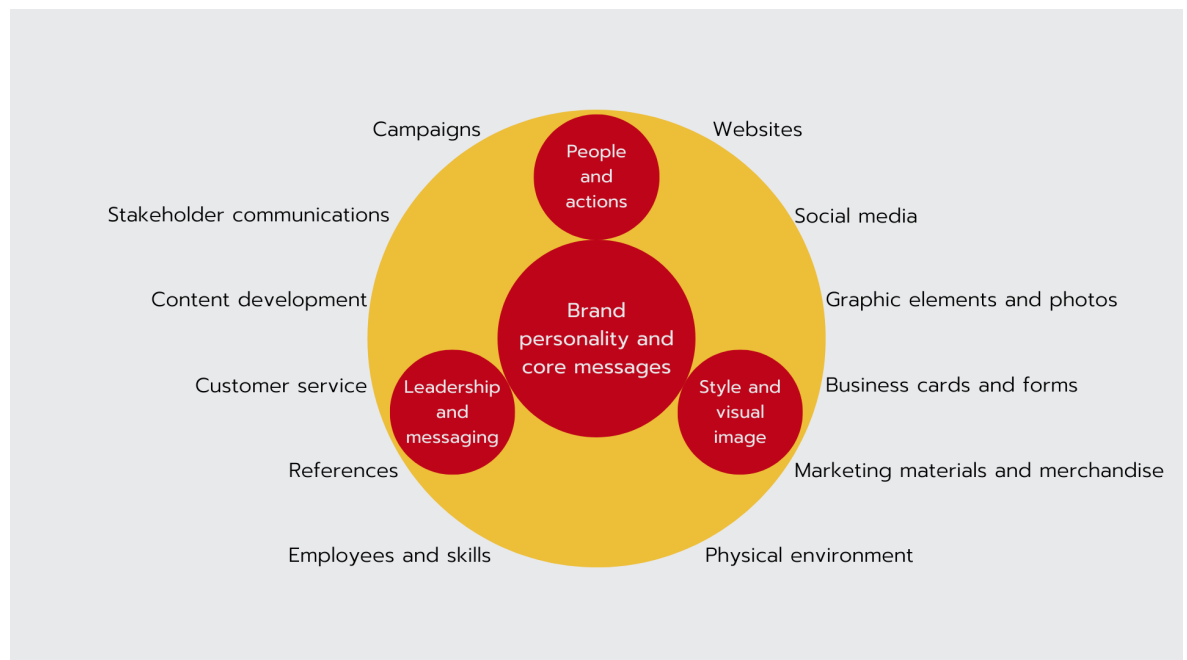 Campaigns
Websites
People
and
actions
Stakeholder communications
Social media
Content development
Graphic elements and photos
Brand
personality and
core messages
Customer service
Leadership
and
messaging
Style and
visual
image
Business cards and forms
References
Marketing materials and merchandise
Employees and skills
Physical environment